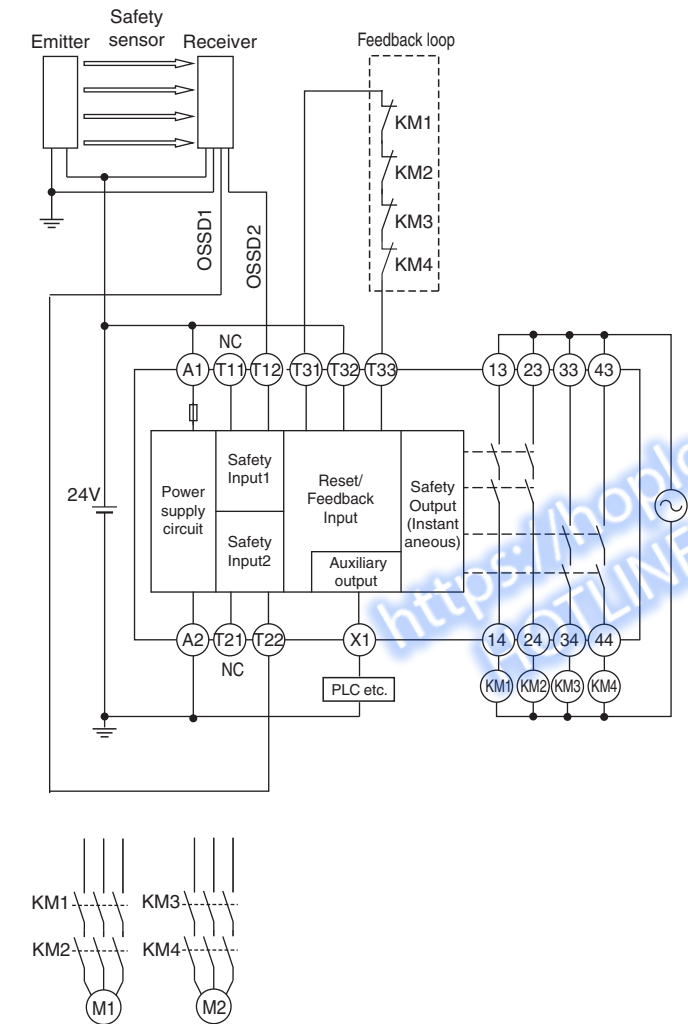 Safety
sensor
Emitter
Receiver
Feedback loop
KM1
KM2
KM3
KM4
OSSD1
OSSD2
NC
A1
T11
T12
T31
T32
T33
13
23
33
43
24V
Power
supply
circuit
Safety
Input1
Safety
Input2
Reset/
Feedback
Input
Auxiliary
output
Safety
Output
(Instant
aneous)
A2
T21
T22
X1
14
24
34
44
NC
PLC etc.
KM1
KM2
KM3
KM4
KM1
KM2
M1
KM3
KM4
M2
HOTLINE